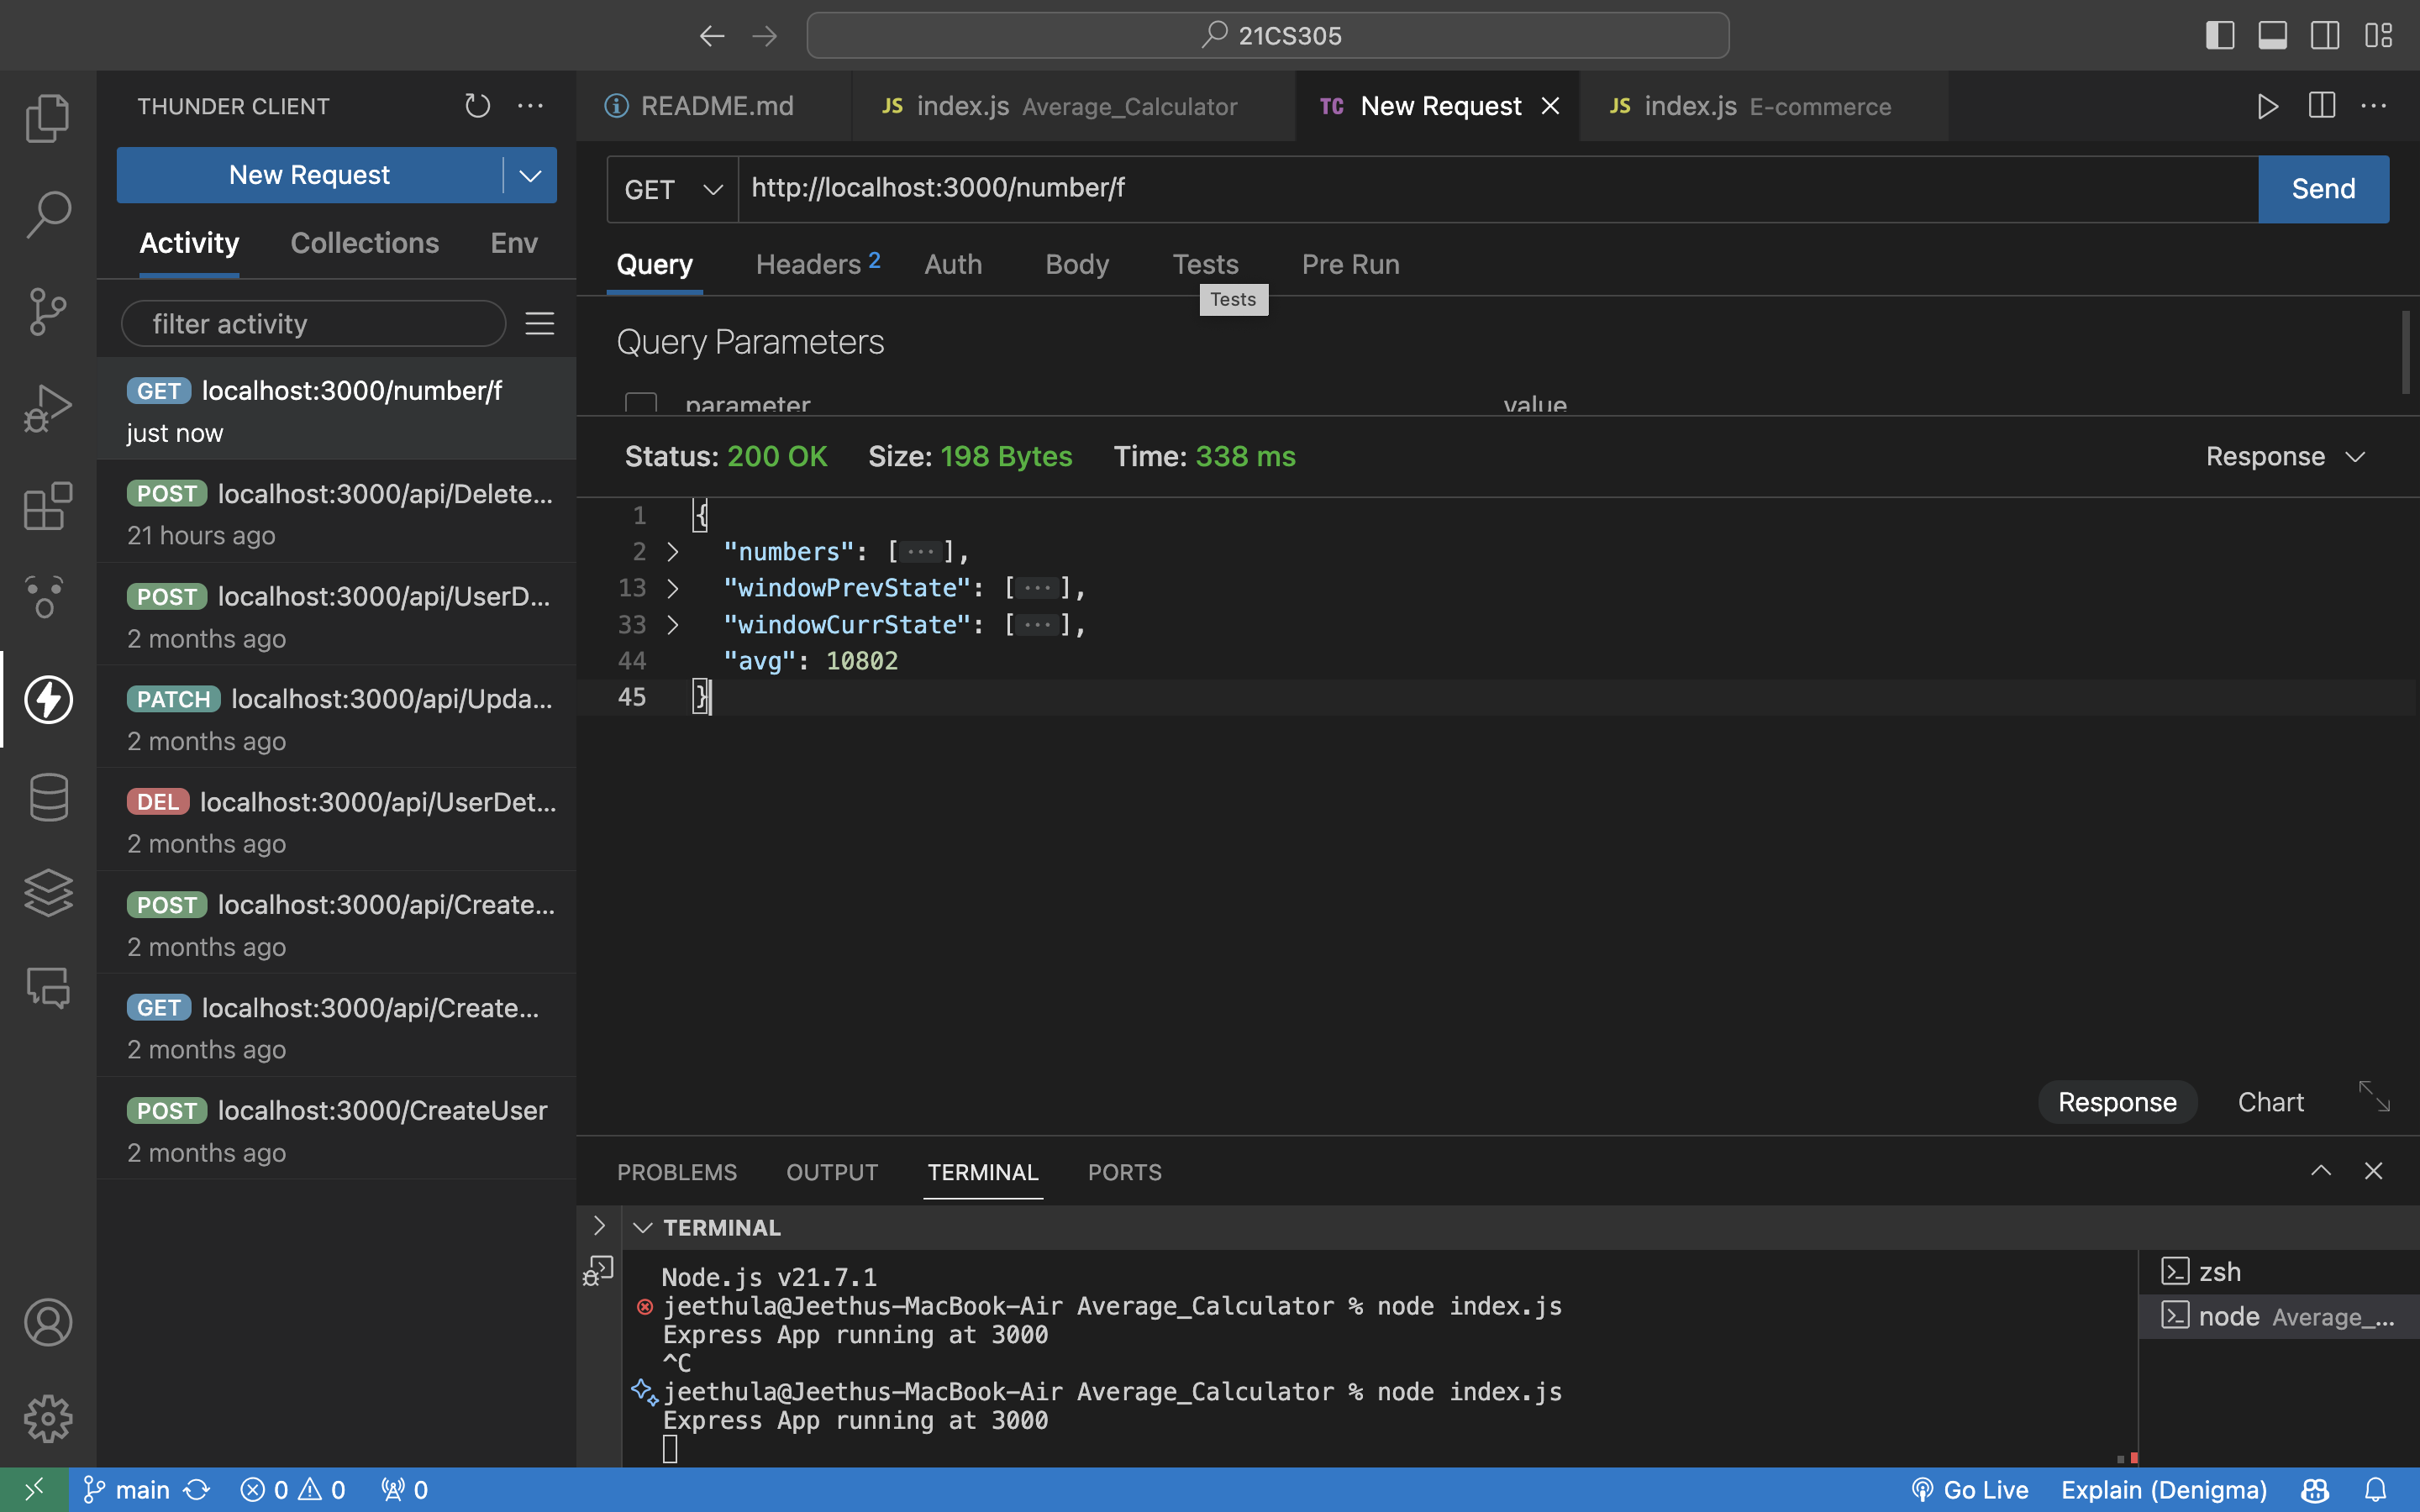 21CS305
THUNDER CLIENT
New Request
Activity Collections Env
filter activity
GET localhost:3000/number/f
just now
POST localhost:3000/api/Delete...
21 hours ago
POST localhost:3000/api/UserD...
2 months ago
PATCH localhost:3000/api/Upda...
2 months ago
DEL localhost:3000/api/UserDet...
2 months ago
POST localhost:3000/api/Create...
2 months ago
GET localhost:3000/api/Create...
2 months ago
POST localhost:3000/CreateUser
2 months ago
README.md JS index.js Average_Calculator TC New Request JS index.js E-commerce
GET http://localhost:3000/number/f Send
Query Headers 2 Auth Body Tests Pre Run
Tests
Query Parameters
parameter value
Status: 200 OK Size: 198 Bytes Time: 338 ms Response
1 {
2 "numbers": [···],
13 "windowPrevState": [···],
33 "windowCurrState": [···],
44 "avg": 10802
45 }
Response Chart
PROBLEMS OUTPUT TERMINAL PORTS
TERMINAL
Node.js v21.7.1
jeethula@Jeethus-MacBook-Air Average_Calculator % node index.js
Express App running at 3000
^C
jeethula@Jeethus-MacBook-Air Average_Calculator % node index.js
Express App running at 3000
zsh
node Average_...
main 0 0 0 Go Live Explain (Denigma)